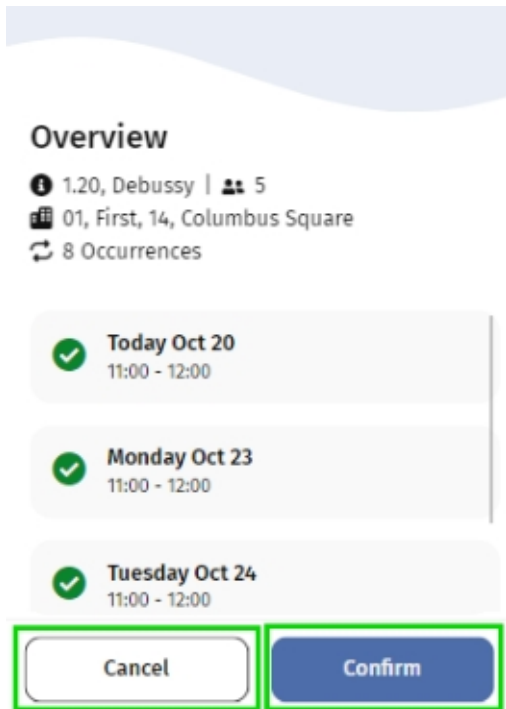 Overview
1.20, Debussy | 5
01, First, 14, Columbus Square
8 Occurrences
Today Oct 20
11:00 - 12:00
Monday Oct 23
11:00 - 12:00
Tuesday Oct 24
11:00 - 12:00
Cancel
Confirm